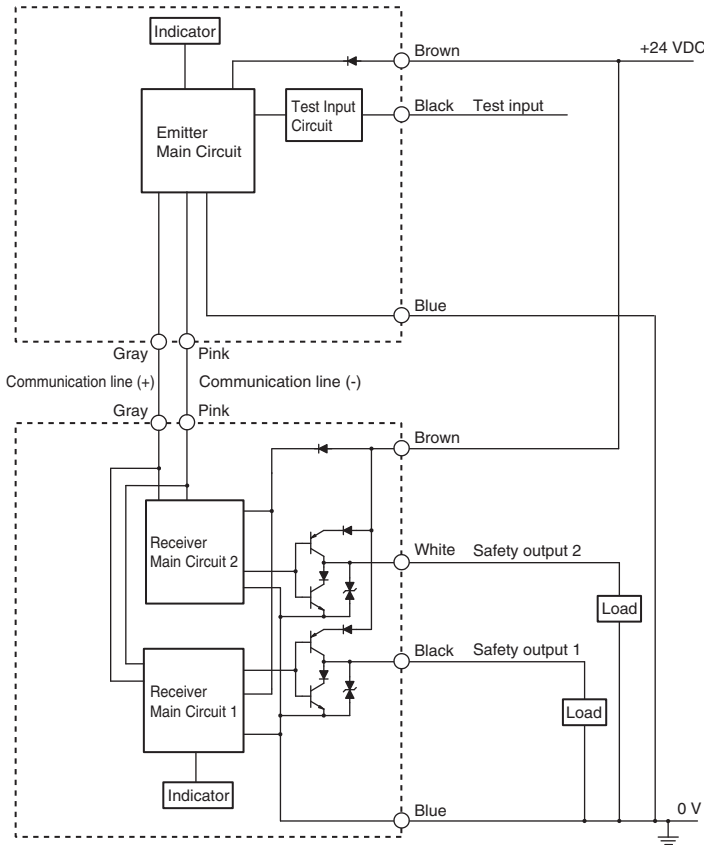 Indicator
Brown
+24 VDC
Emitter
Main Circuit
Test Input
Circuit
Black
Test input
Blue
Gray
Pink
Communication line (+)
Communication line (-)
Gray
Pink
Brown
Receiver
Main Circuit 2
White
Safety output 2
Load
Black
Safety output 1
Receiver
Main Circuit 1
Load
Indicator
Blue
0 V